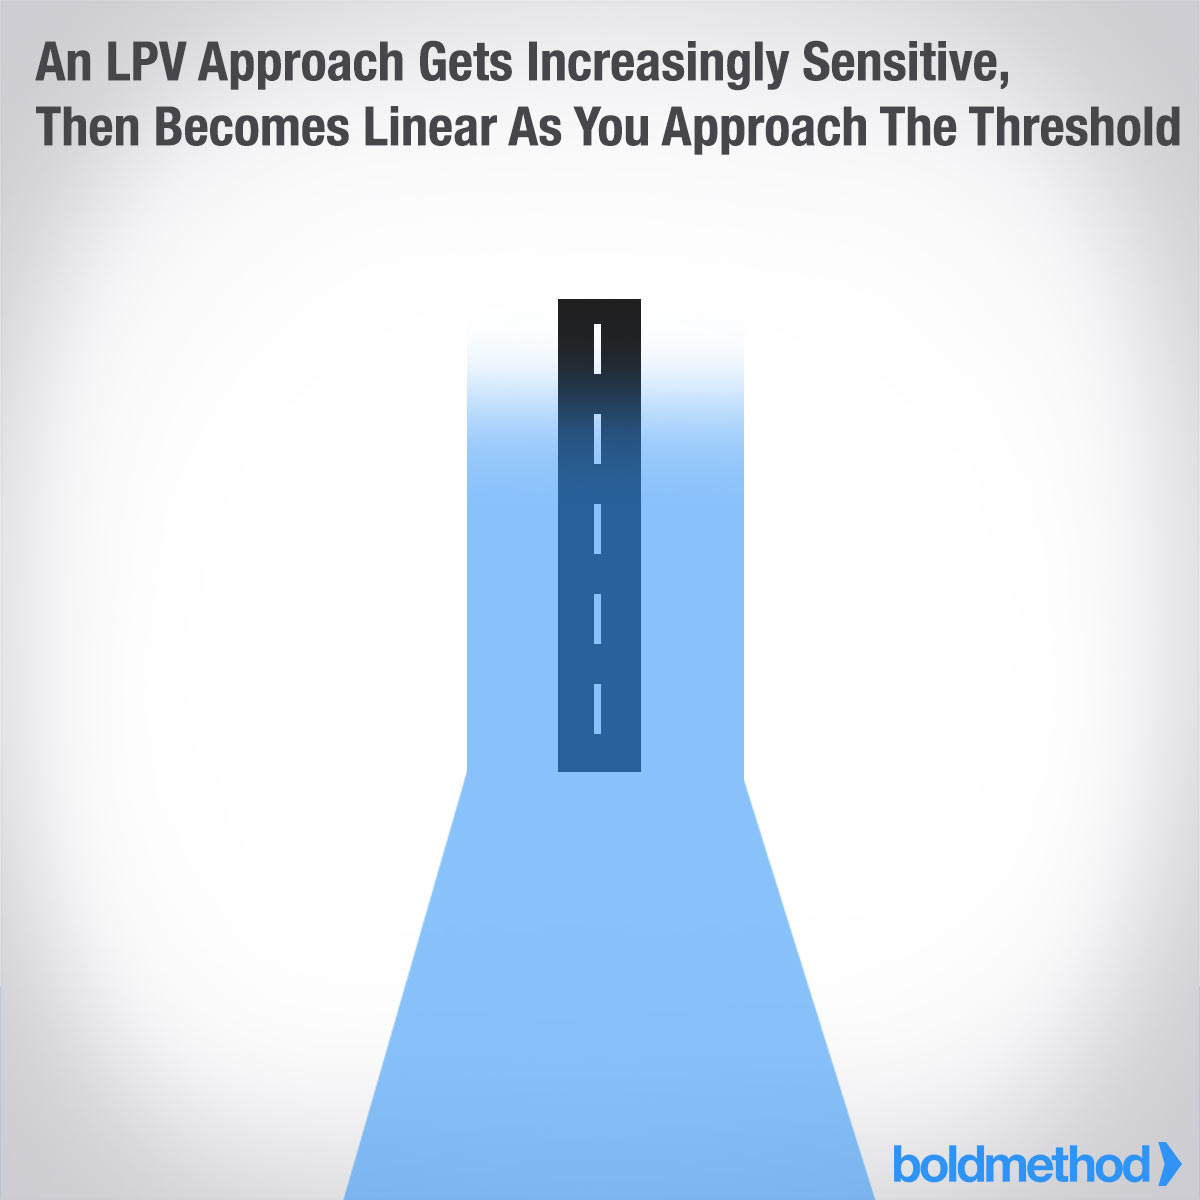 An LPV Approach Gets Increasingly Sensitive,
Then Becomes Linear As You Approach The Threshold
boldmethod